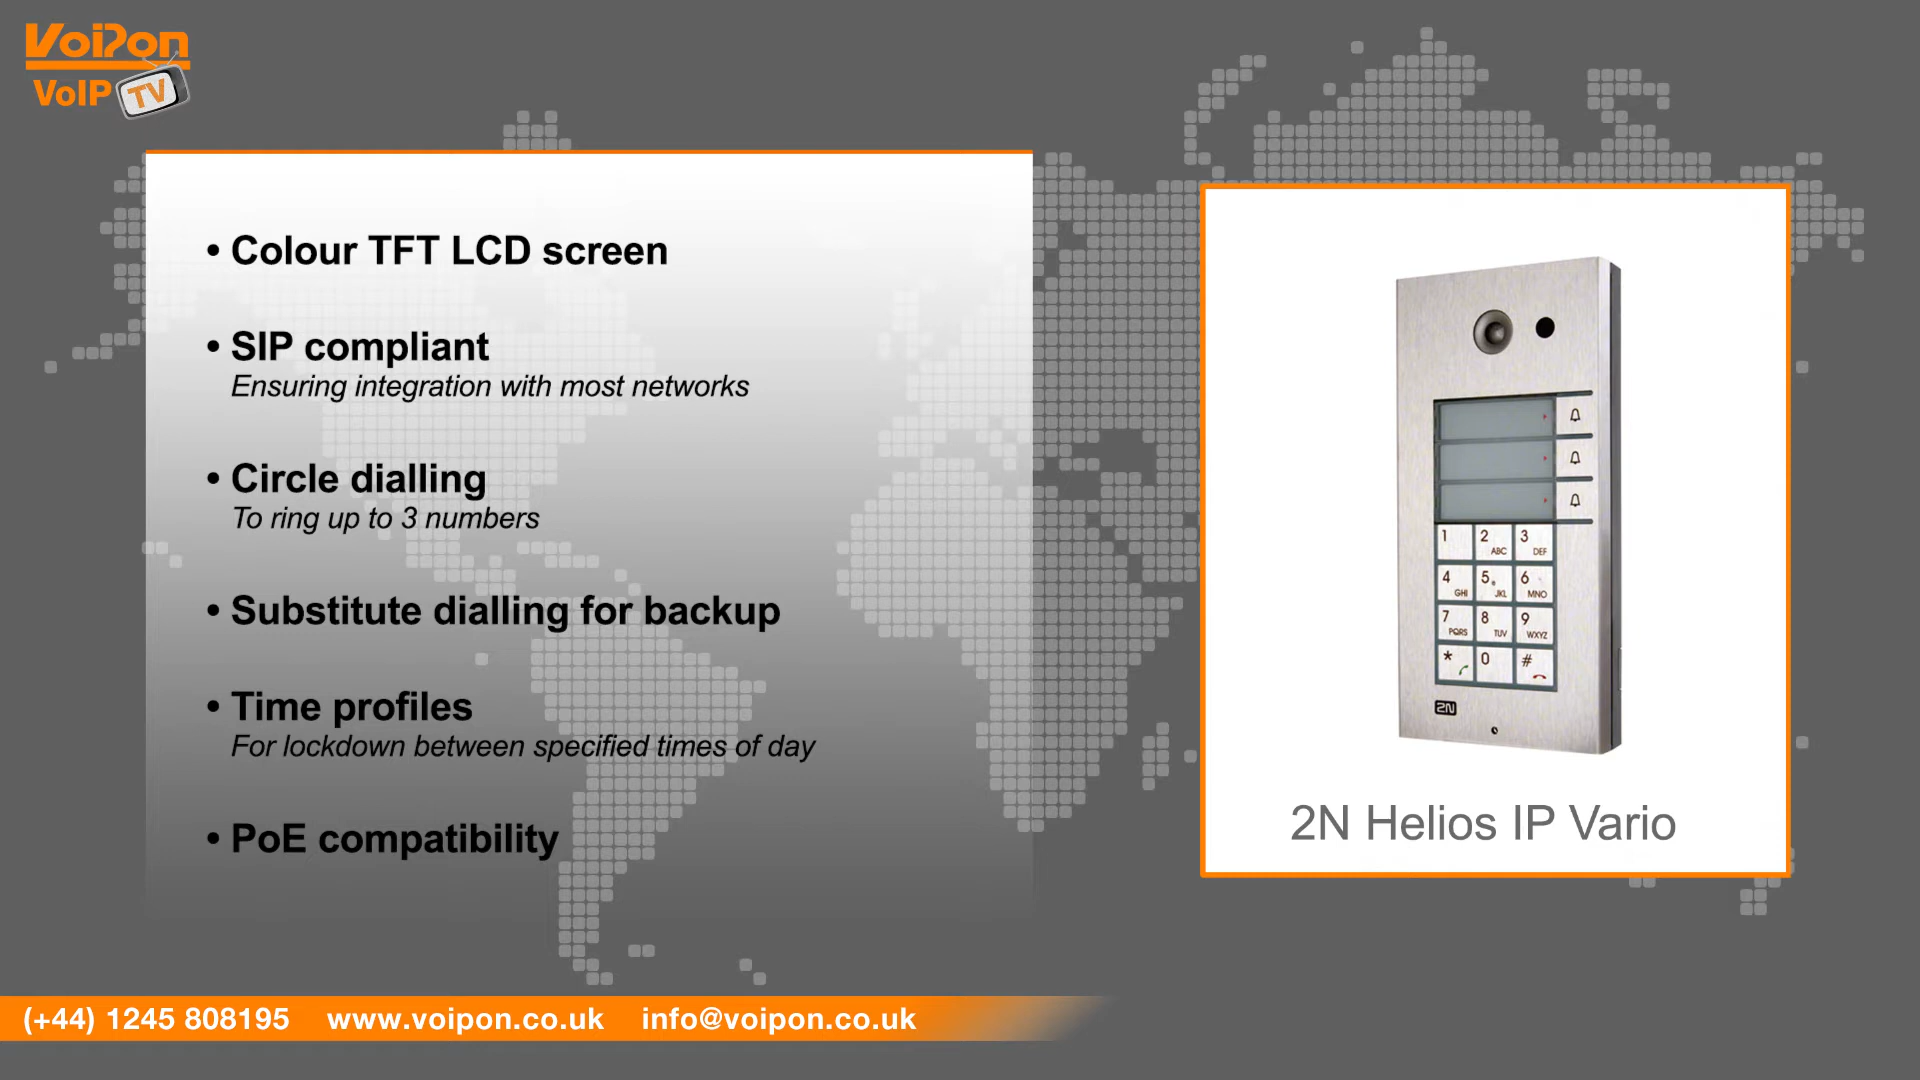 VoiPon
VoIP TV
• Colour TFT LCD screen
• SIP compliant
Ensuring integration with most networks
• Circle dialling
To ring up to 3 numbers
• Substitute dialling for backup
• Time profiles
For lockdown between specified times of day
• PoE compatibility
1 2 ABC 3 DEF
4 GHI 5 JKL 6 MNO
7 PQRS 8 TUV 9 WXYZ
* 0 #
2N
2N Helios IP Vario
(+44) 1245 808195 www.voipon.co.uk info@voipon.co.uk